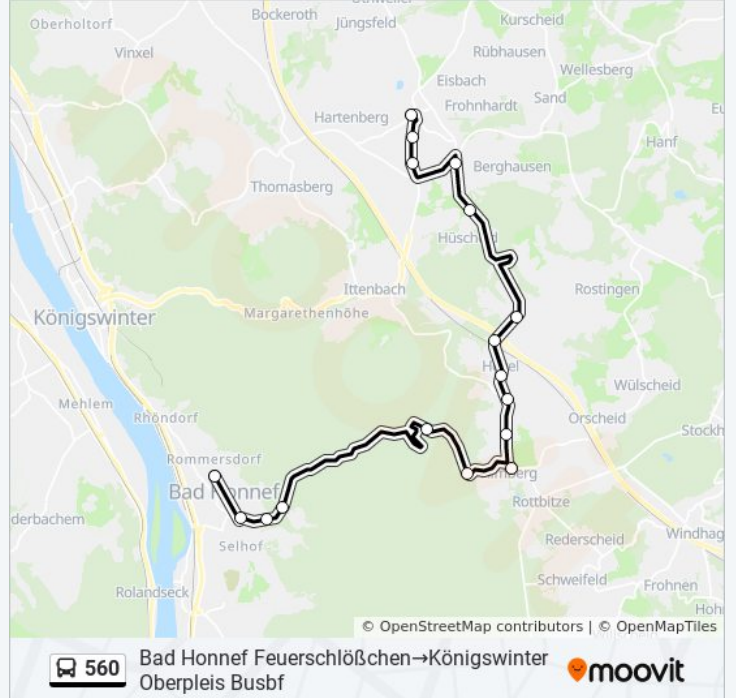 Oberholtorf
Bockeroth
Jüngsfeld
Kurscheid
Vinxel
Rübhausen
Wellesberg
Eisbach
Sand
Frohnhardt
Hartenberg
Hanf
Berghausen
Thomasberg
Hüscheid
Ittenbach
Rostingen
Königswinter
Margarethenhöhe
Wülscheid
Mehlem
Rhöndorf
Orscheid
Stockh
Rommersdorf
Bad Honnef
Rottbitze
derbachem
Selhof
Rederscheid
Windhag
Schweifeld
Frohnen
Rolandseck
Hoh
© OpenStreetMap contributors | © OpenMapTiles
560
Bad Honnef Feuerschlößchen→Königswinter
Oberpleis Busbf
moovit